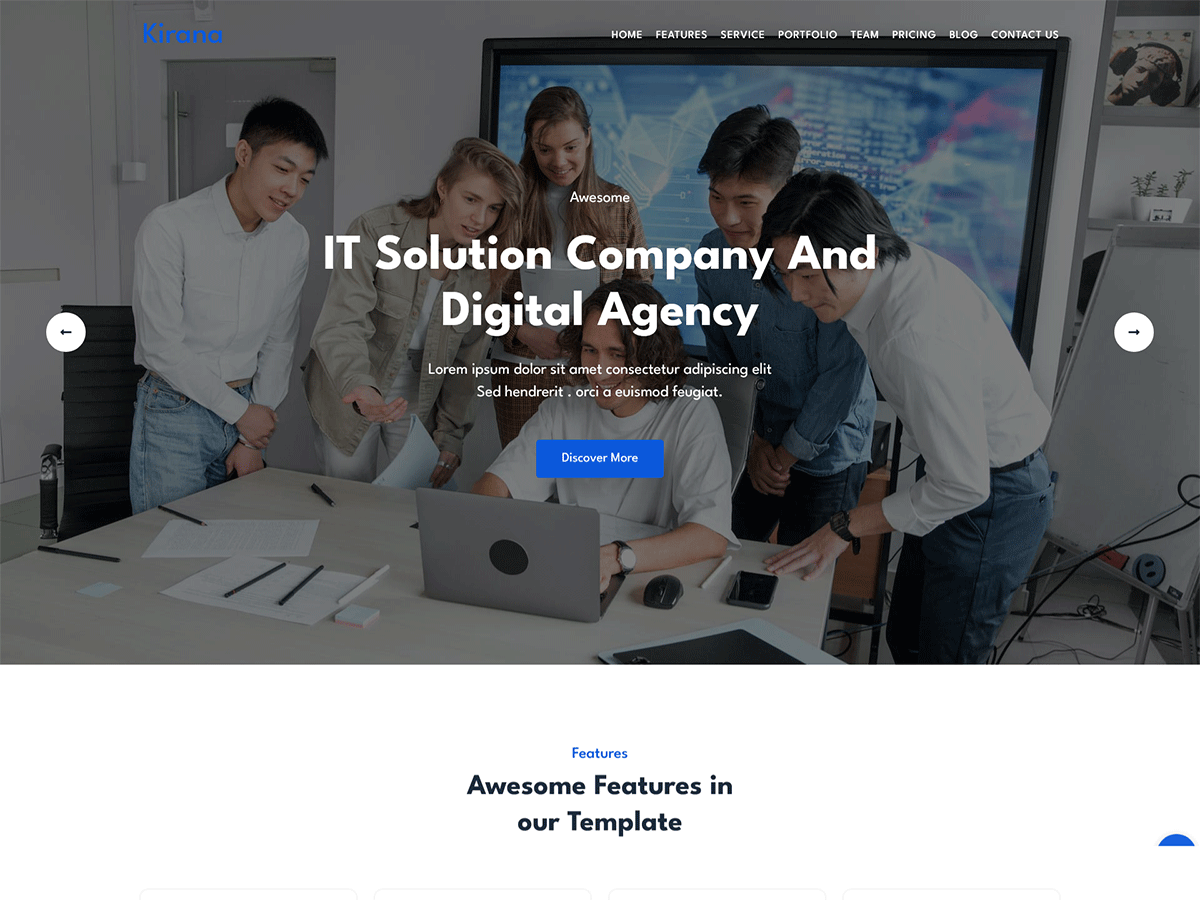 Kirana
HOME FEATURES SERVICE PORTFOLIO TEAM PRICING BLOG CONTACT US
Awesome
IT Solution Company And
Digital Agency
Lorem ipsum dolor sit amet consectetur adipiscing elit
Sed hendrerit . orci a euismod feugiat.
Discover More
Features
Awesome Features in
our Template